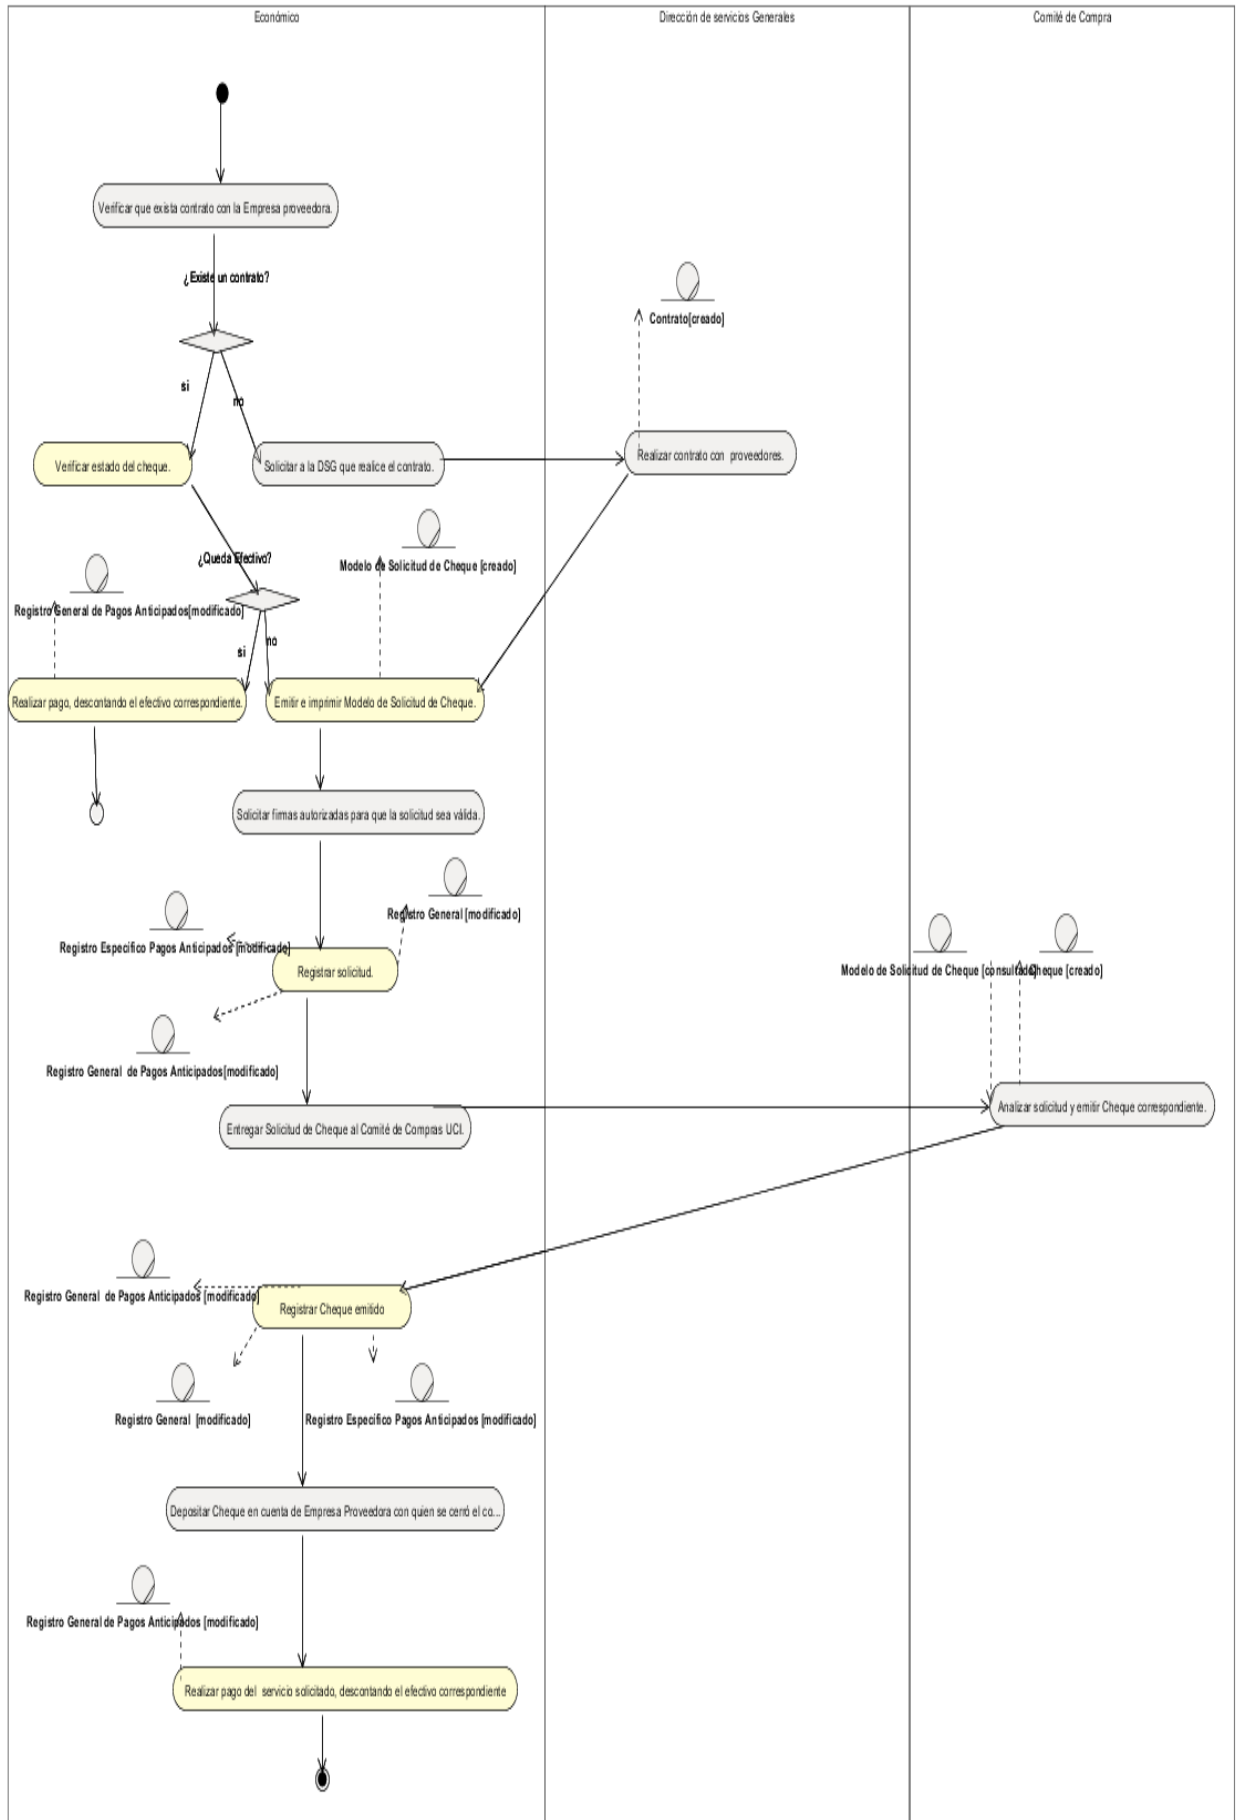 Económico
Dirección de servicios Generales
Comité de Compra
Verificar que exista contrato con la Empresa proveedora.
¿Existe un contrato?
si
no
Contrato[creado]
Verificar estado del cheque.
Solicitar a la DSG que realice el contrato.
Realizar contrato con proveedores.
¿Queda Efectivo?
Modelo de Solicitud de Cheque [creado]
Registro General de Pagos Anticipados[modificado]
si
no
Realizar pago, descontando el efectivo correspondiente.
Emitir e imprimir Modelo de Solicitud de Cheque.
Solicitar firmas autorizadas para que la solicitud sea válida.
Registro General [modificado]
Registro Especifico Pagos Anticipados [modificado]
Registrar solicitud.
Modelo de Solicitud de Cheque [consultado]
Cheque [creado]
Registro General de Pagos Anticipados[modificado]
Entregar Solicitud de Cheque al Comité de Compras UCI.
Analizar solicitud y emitir Cheque correspondiente.
Registro General de Pagos Anticipados [modificado]
Registrar Cheque emitido
Registro General [modificado]
Registro Especifico Pagos Anticipados [modificado]
Depositar Cheque en cuenta de Empresa Proveedora con quien se cerró el co...
Registro General de Pagos Anticipados [modificado]
Realizar pago del servicio solicitado, descontando el efectivo correspondiente